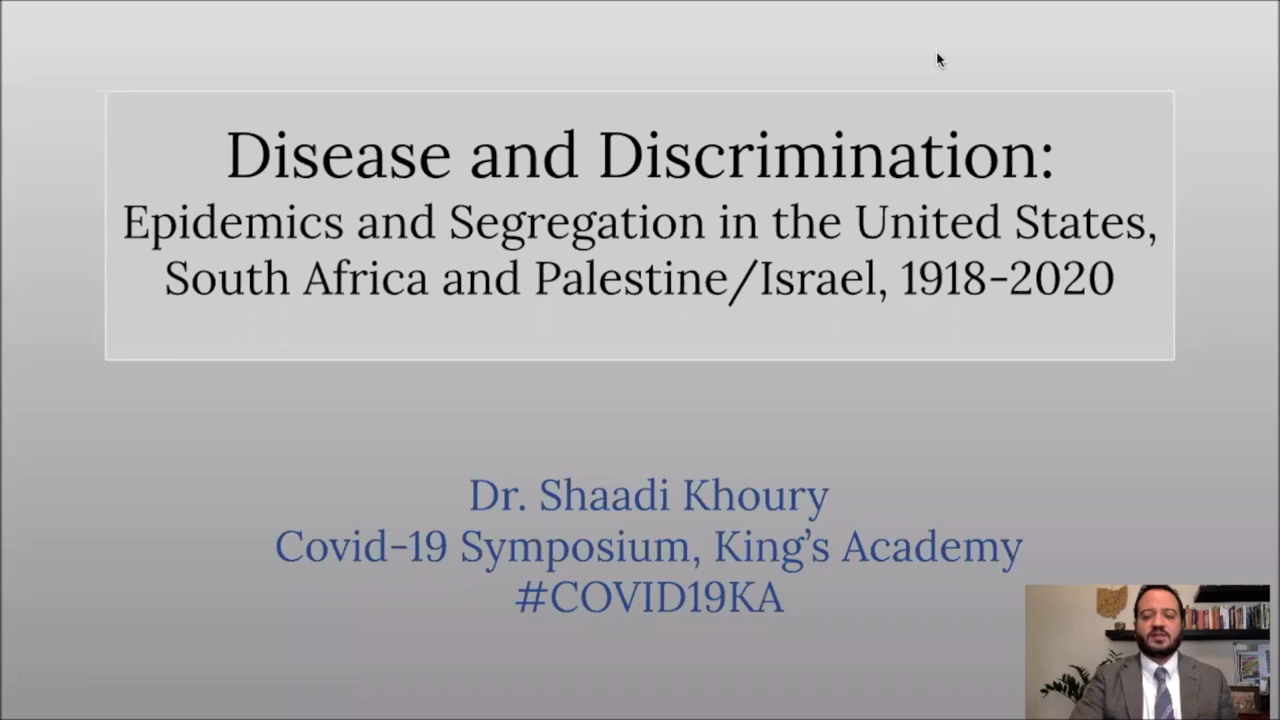 Disease and Discrimination:
Epidemics and Segregation in the United States,
South Africa and Palestine/Israel, 1918-2020
Dr. Shaadi Khoury
Covid-19 Symposium, King’s Academy
#COVID19KA